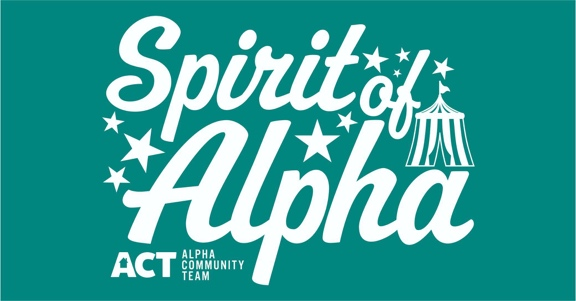 Spirit of
Alpha
ACT ALPHA
COMMUNITY
TEAM